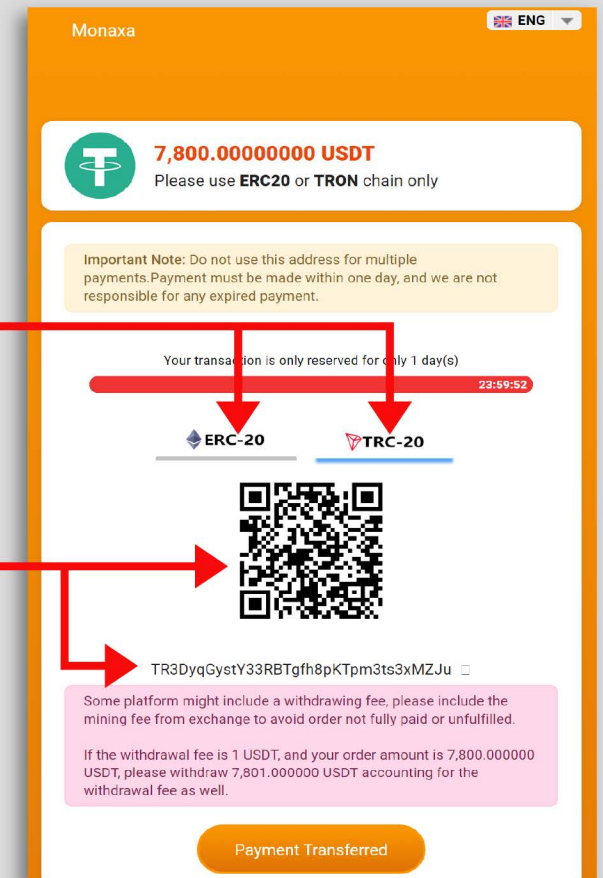 Monaxa
ENG
7,800.00000000 USDT
Please use ERC20 or TRON chain only
Important Note: Do not use this address for multiple
payments.Payment must be made within one day, and we are not
responsible for any expired payment.
Your transaction is only reserved for only 1 day(s)
23:59:52
ERC-20
TRC-20
TR3DyqGystY33RBTgfh8pKTpm3ts3xMZJu
Some platform might include a withdrawing fee, please include the
mining fee from exchange to avoid order not fully paid or unfulfilled.
If the withdrawal fee is 1 USDT, and your order amount is 7,800.000000
USDT, please withdraw 7,801.000000 USDT accounting for the
withdrawal fee as well.
Payment Transferred